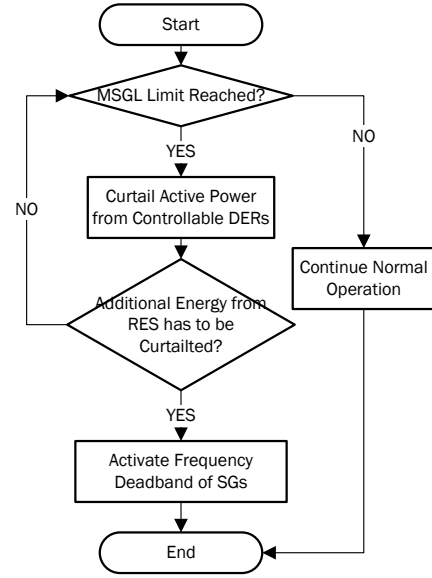 Start
MSGL Limit Reached?
YES
NO
NO
Curtail Active Power
from Controllable DERs
Continue Normal
Operation
Additional Energy from
RES has to be
Curtailted?
YES
Activate Frequency
Deadband of SGs
End